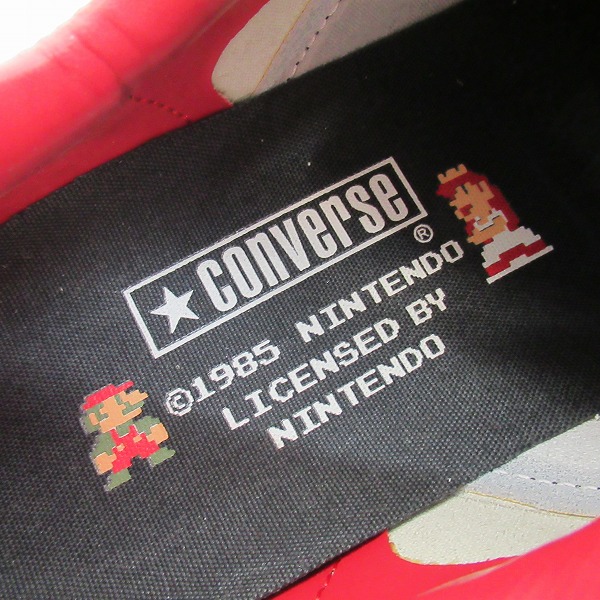 CONVERSE ®
©1985 NINTENDO
LICENSED BY
NINTENDO